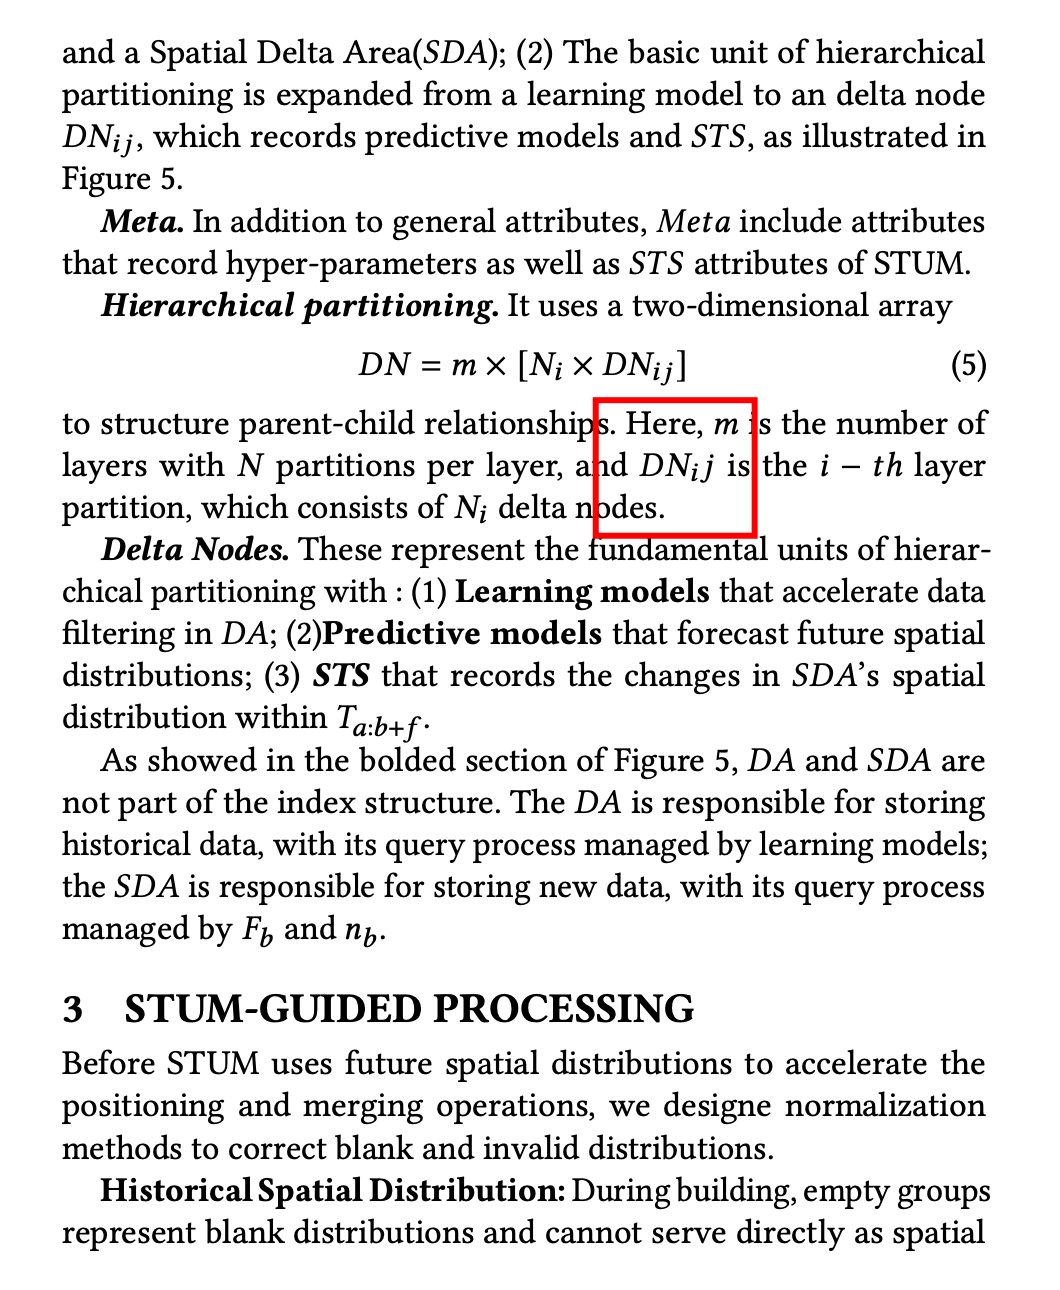 and a Spatial Delta Area(SDA); (2) The basic unit of hierarchical
partitioning is expanded from a learning model to an delta node
DNᵢⱼ, which records predictive models and STS, as illustrated in
Figure 5.
Meta. In addition to general attributes, Meta include attributes
that record hyper-parameters as well as STS attributes of STUM.
Hierarchical partitioning. It uses a two-dimensional array
DN = m × [Nᵢ × DNᵢⱼ] (5)
to structure parent-child relationships. Here, m is the number of
layers with N partitions per layer, and DNᵢj is the i − th layer
partition, which consists of Nᵢ delta nodes.
Delta Nodes. These represent the fundamental units of hierar-
chical partitioning with : (1) Learning models that accelerate data
filtering in DA; (2)Predictive models that forecast future spatial
distributions; (3) STS that records the changes in SDA's spatial
distribution within T_{a:b+f}.
As showed in the bolded section of Figure 5, DA and SDA are
not part of the index structure. The DA is responsible for storing
historical data, with its query process managed by learning models;
the SDA is responsible for storing new data, with its query process
managed by F_b and n_b.
3 STUM-GUIDED PROCESSING
Before STUM uses future spatial distributions to accelerate the
positioning and merging operations, we designe normalization
methods to correct blank and invalid distributions.
Historical Spatial Distribution: During building, empty groups
represent blank distributions and cannot serve directly as spatial